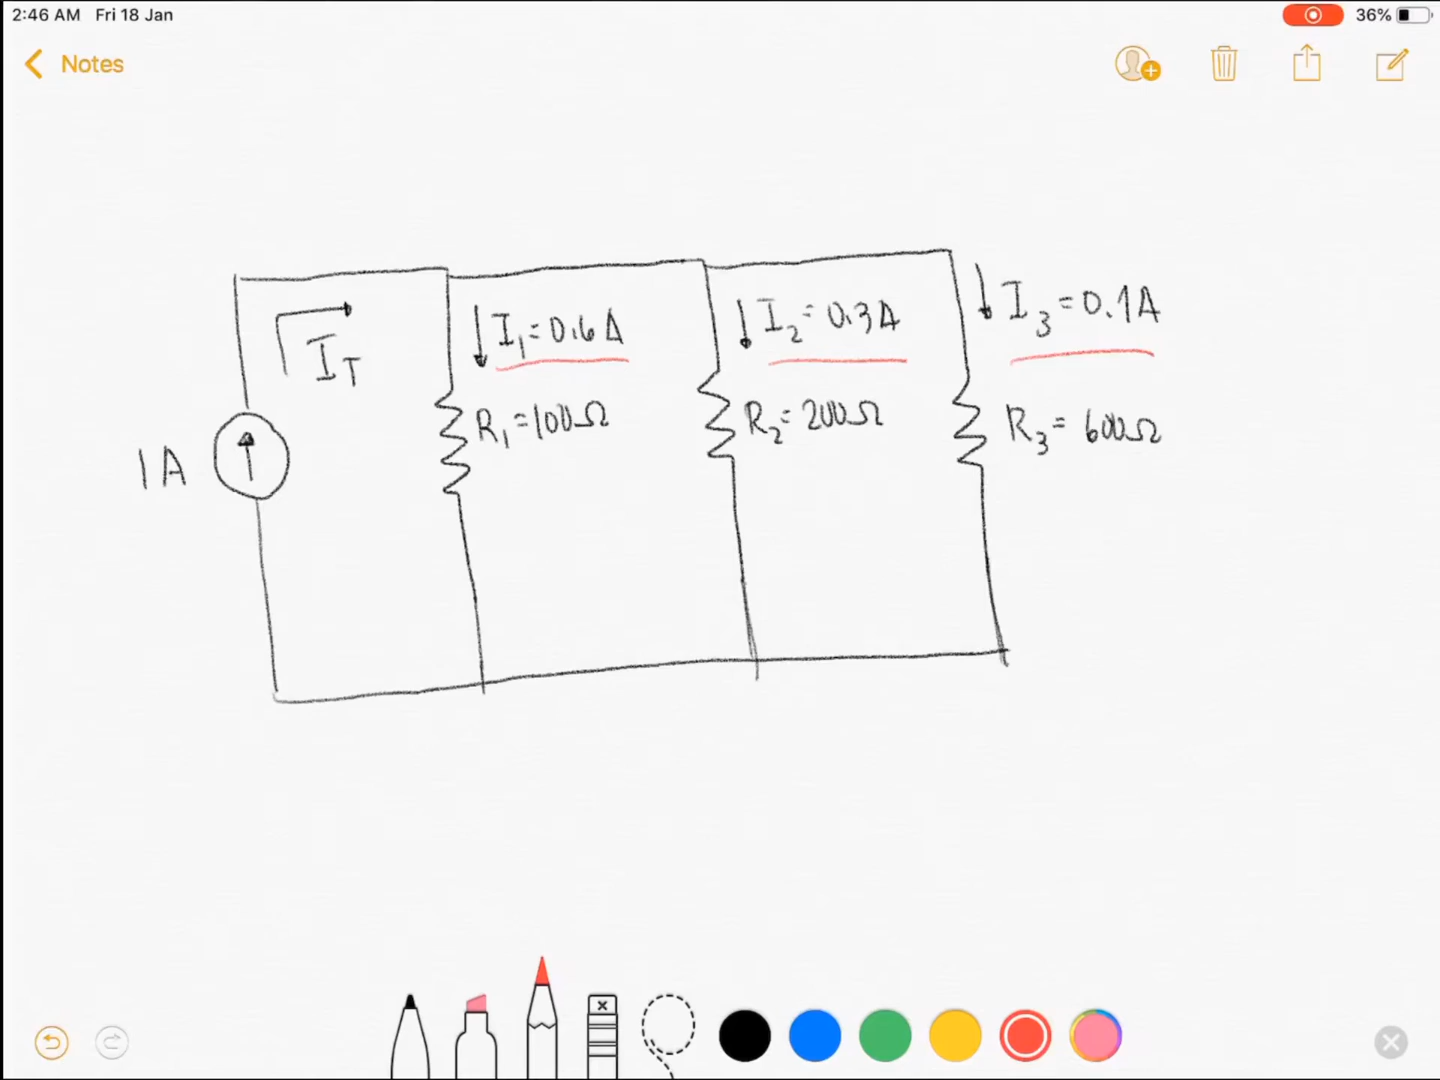 2:46 AM Fri 18 Jan
36%
Notes
I₁=0.6A
I₂=0.3A
I₃=0.1A
I_T
R₁=100Ω
R₂=200Ω
R₃=600Ω
1A